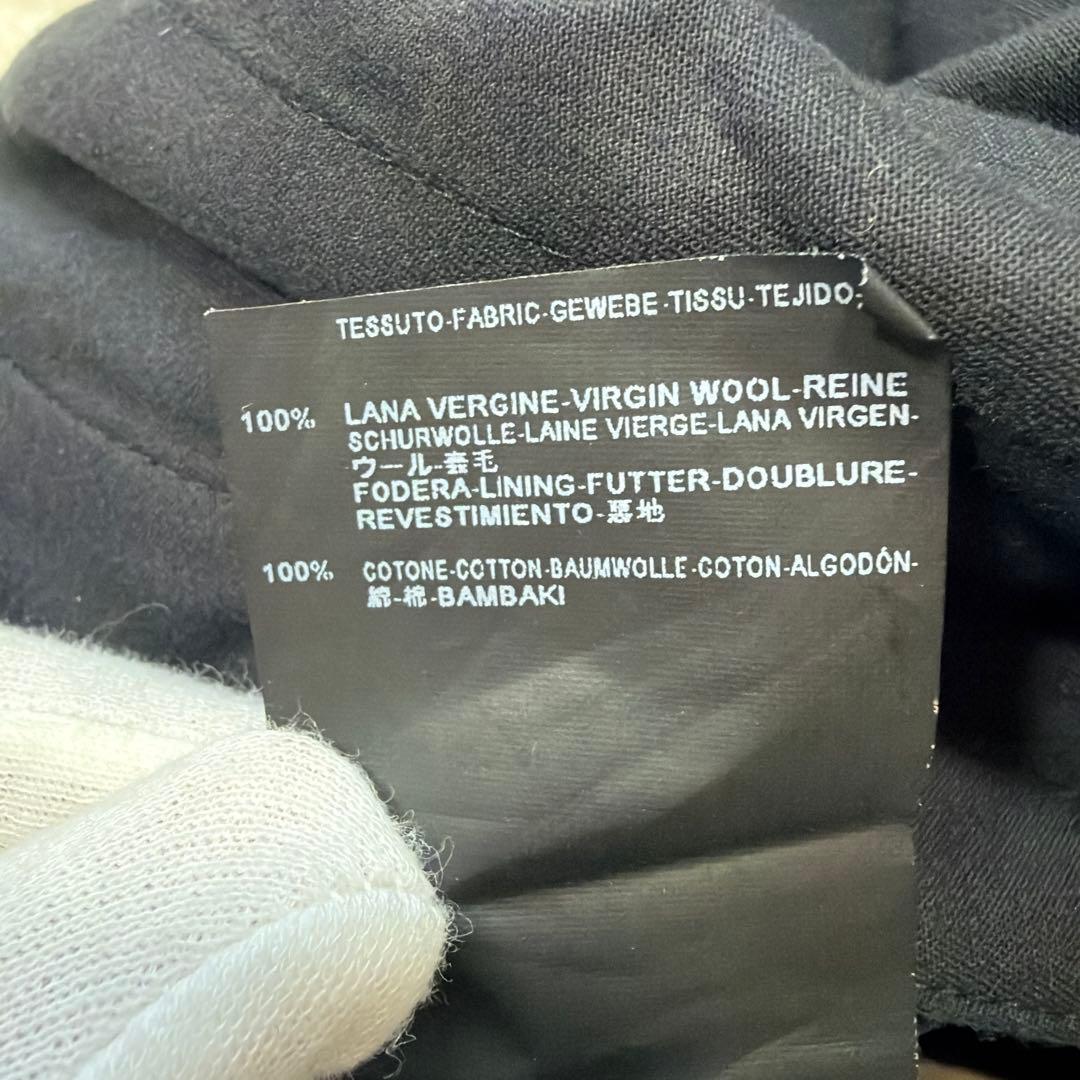 TESSUTO-FABRIC-GEWEBE-TISSU-TEJIDO:
100% LANA VERGINE-VIRGIN WOOL-REINE
SCHURWOLLE-LAINE VIERGE-LANA VIRGEN-
ウール-羊毛
FODERA-LINING-FUTTER-DOUBLURE-
REVESTIMIENTO-裏地
100% COTONE-COTTON-BAUMWOLLE-COTON-ALGODÓN-
綿-棉-BAMBAKI